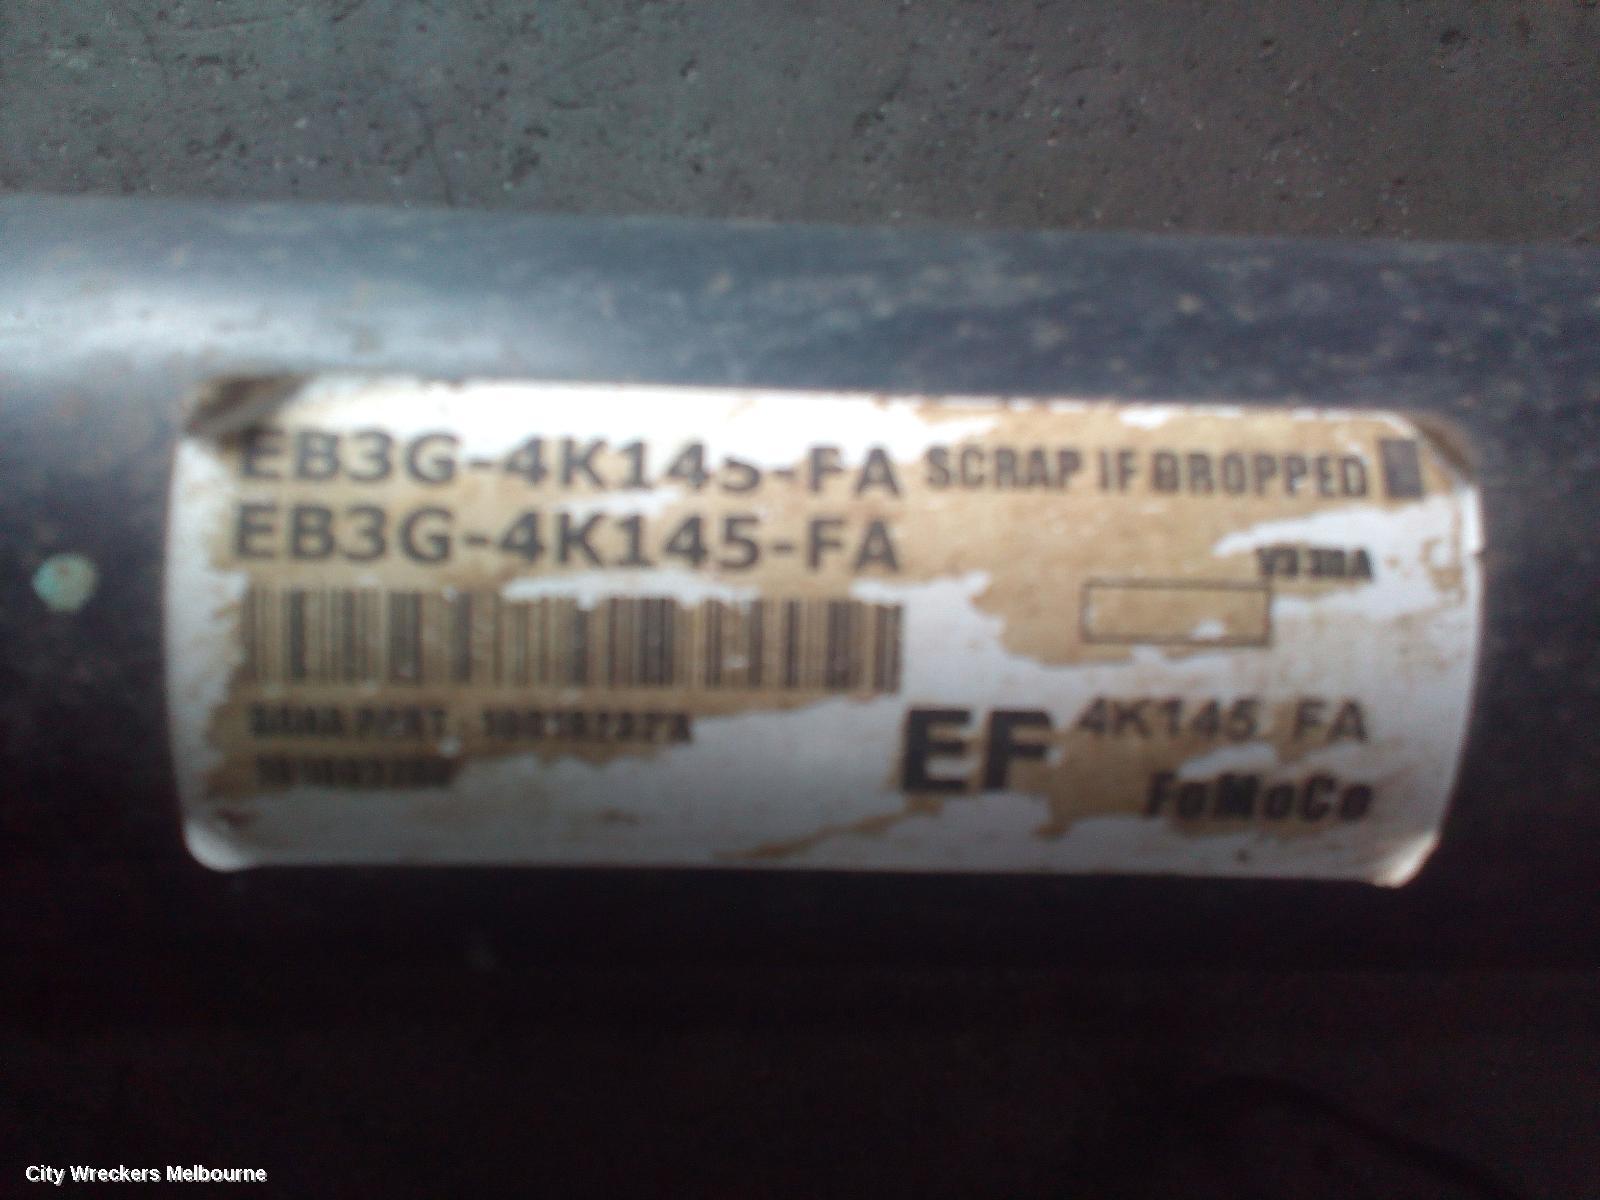 EB3G-4K145-FA SCRAP IF DROPPED
EB3G-4K145-FA
EF 4K145 FA
FoMoCo
City Wreckers Melbourne